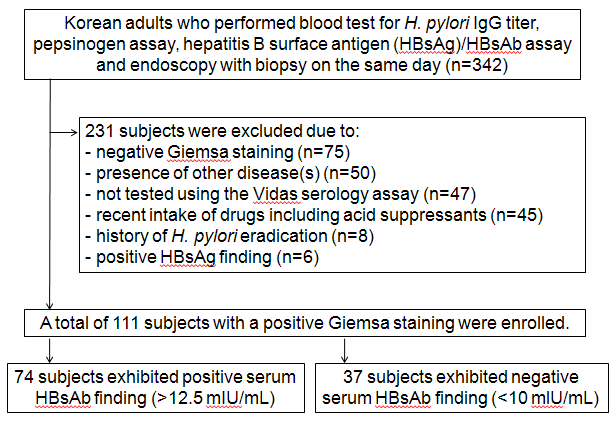 Korean adults who performed blood test for H. pylori IgG titer,
pepsinogen assay, hepatitis B surface antigen (HBsAg)/HBsAb assay
and endoscopy with biopsy on the same day (n=342)
231 subjects were excluded due to:
- negative Giemsa staining (n=75)
- presence of other disease(s) (n=50)
- not tested using the Vidas serology assay (n=47)
- recent intake of drugs including acid suppressants (n=45)
- history of H. pylori eradication (n=8)
- positive HBsAg finding (n=6)
A total of 111 subjects with a positive Giemsa staining were enrolled.
74 subjects exhibited positive serum
HBsAb finding (>12.5 mIU/mL)
37 subjects exhibited negative
serum HBsAb finding (<10 mIU/mL)